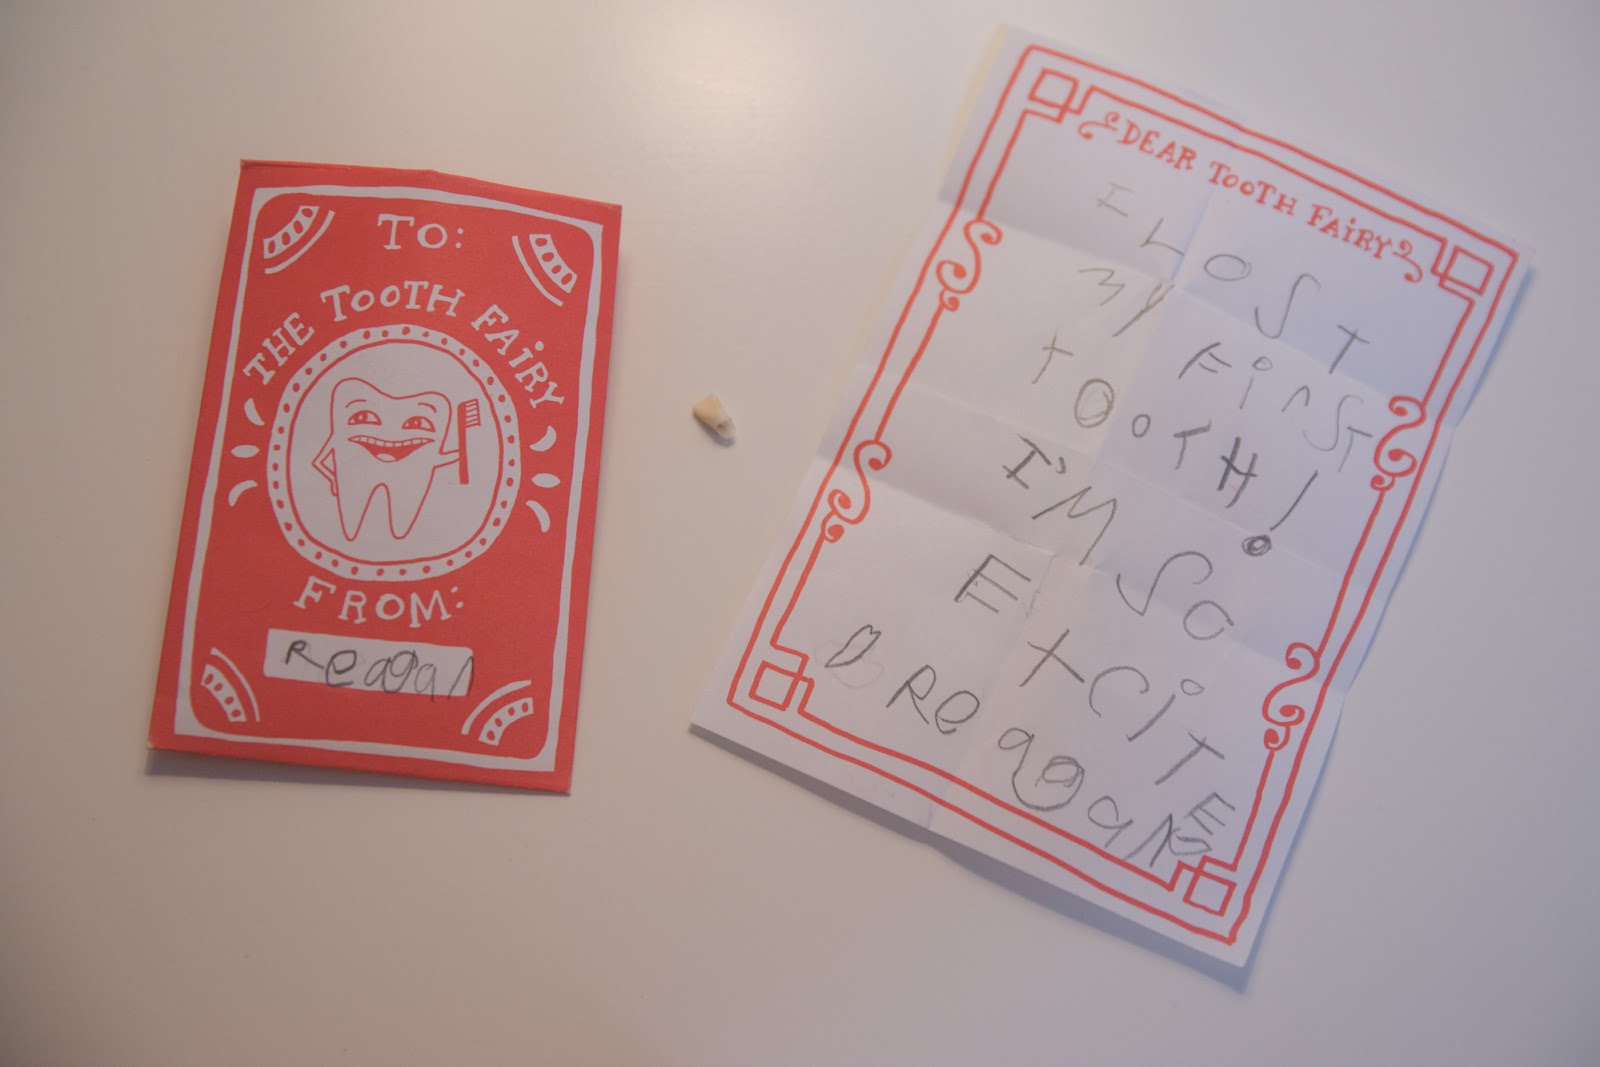 TO:
THE TOOTH FAiRY
FROM:
Reagan
DEAR TOOTH FAiRY
I LOST
MY FirST
TOOTH!
I'M SO
EXCiTE
D Reagan